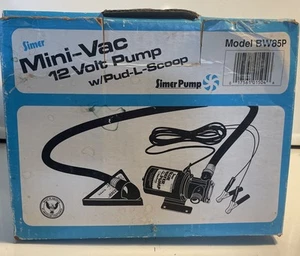 Simer
Mini-Vac
12 Volt Pump
w/Pud-L-Scoop
Model BW85P
Simer Pump